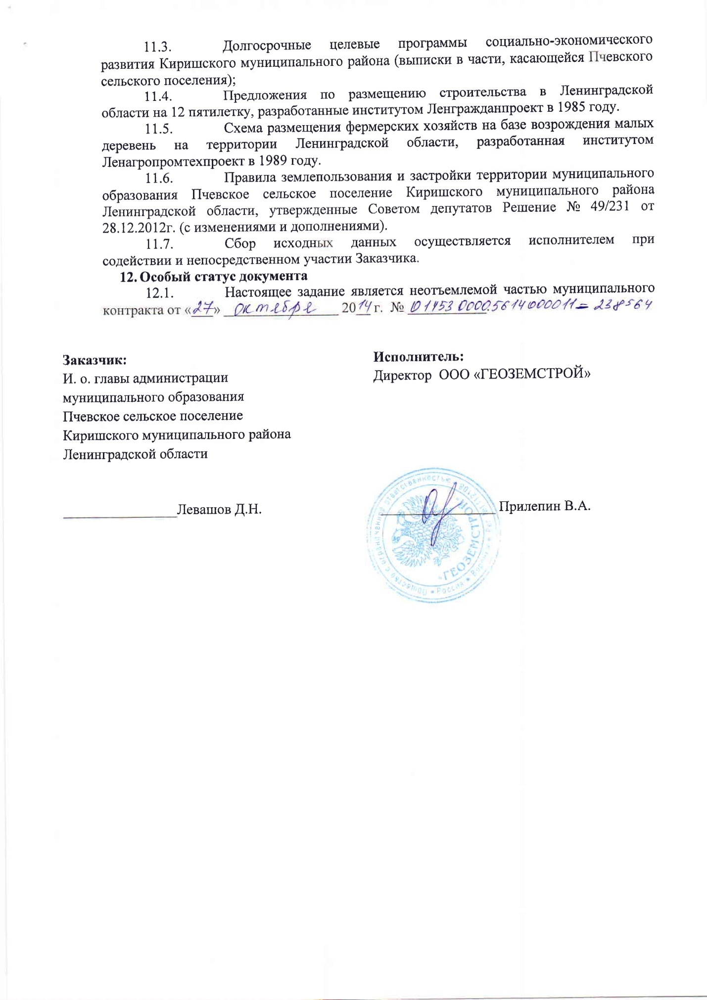 11.3. Долгосрочные целевые программы социально-экономического
развития Киришского муниципального района (выписки в части, касающейся Пчевского
сельского поселения);
11.4. Предложения по размещению строительства в Ленинградской
области на 12 пятилетку, разработанные институтом Ленгражданпроект в 1985 году.
11.5. Схема размещения фермерских хозяйств на базе возрождения малых
деревень на территории Ленинградской области, разработанная институтом
Ленагропромтехпроект в 1989 году.
11.6. Правила землепользования и застройки территории муниципального
образования Пчевское сельское поселение Киришского муниципального района
Ленинградской области, утвержденные Советом депутатов Решение № 49/231 от
28.12.2012г. (с изменениями и дополнениями).
11.7. Сбор исходных данных осуществляется исполнителем при
содействии и непосредственном участии Заказчика.
12. Особый статус документа
12.1. Настоящее задание является неотъемлемой частью муниципального
контракта от «27» октября 2014 г. № 0145300005614000011-238564
Заказчик:
И. о. главы администрации
муниципального образования
Пчевское сельское поселение
Киришского муниципального района
Ленинградской области
Левашов Д.Н.
Исполнитель:
Директор ООО «ГЕОЗЕМСТРОЙ»
Прилепин В.А.
Общество с ограниченной ответственностью
Россия
«ГЕОЗЕМСТРОЙ»